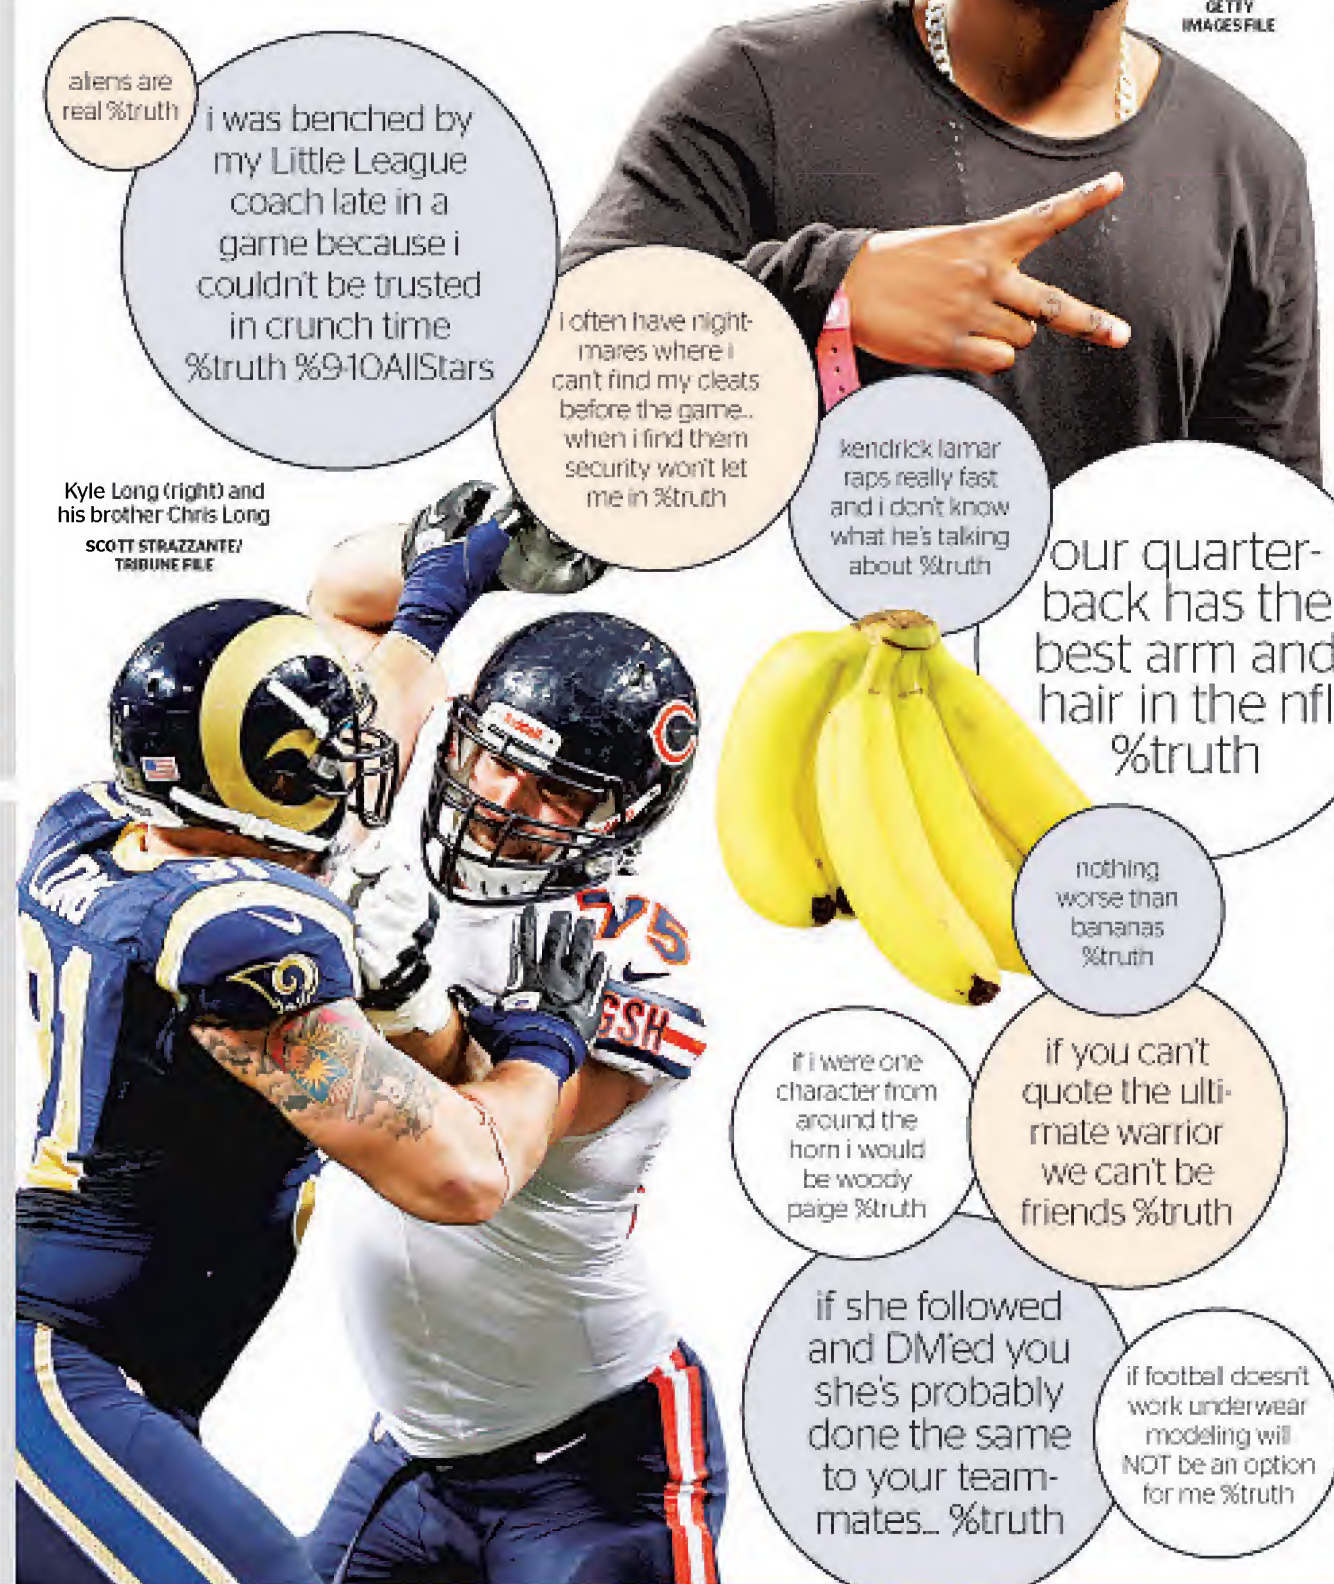 GETTY
IMAGES FILE
aliens are
real %truth
i was benched by
my Little League
coach late in a
game because i
couldn't be trusted
in crunch time
%truth %9-10AllStars
i often have night-
mares where i
can't find my cleats
before the game..
when i find them
security won't let
me in %truth
kendrick lamar
raps really fast
and i don't know
what he's talking
about %truth
Kyle Long (right) and
his brother Chris Long
SCOTT STRAZZANTE/
TRIBUNE FILE
our quarter-
back has the
best arm and
hair in the nfl
%truth
Riddell
C
LONG
91
91
75
GSH
nothing
worse than
bananas
%truth
if i were one
character from
around the
horn i would
be woody
paige %truth
if you can't
quote the ulti-
mate warrior
we can't be
friends %truth
if she followed
and DM'ed you
she's probably
done the same
to your team-
mates... %truth
if football doesn't
work underwear
modeling will
NOT be an option
for me %truth